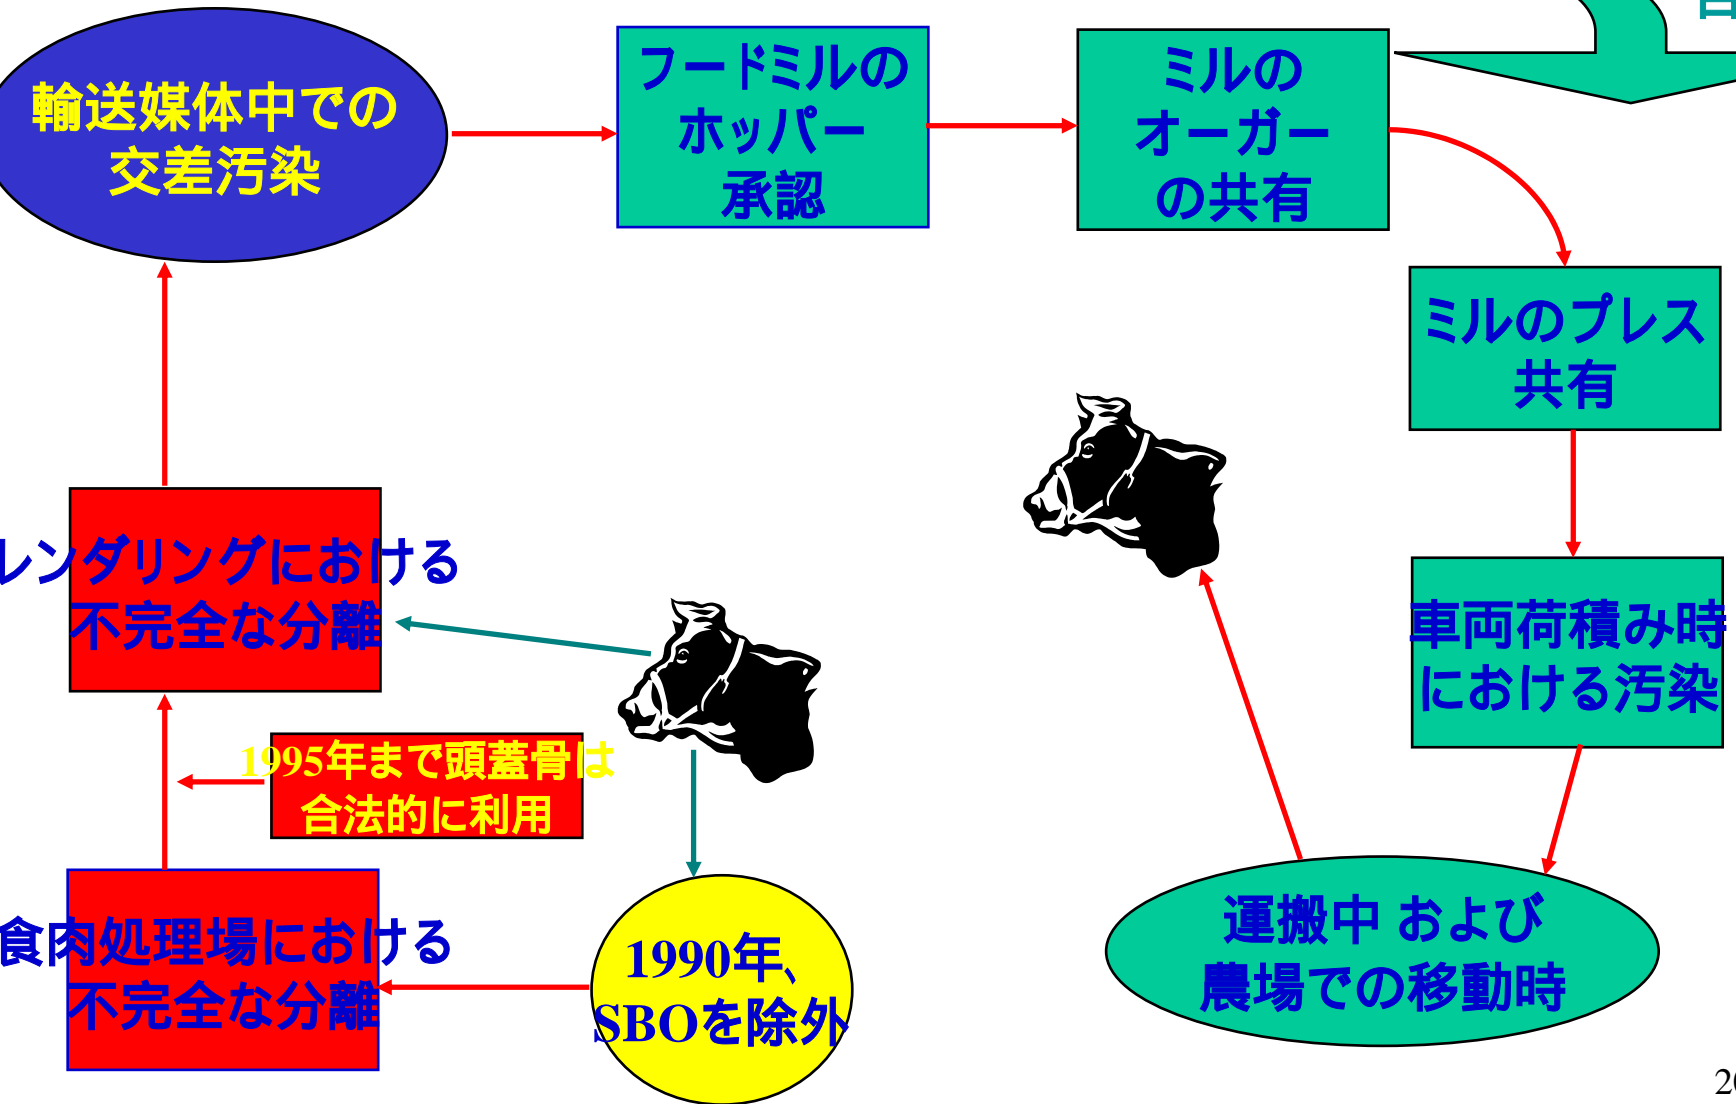 輸送媒体中での
交差汚染
フードミルの
ホッパー
承認
ミルの
オーガー
の共有
ミルのプレス
共有
車両荷積み時
における汚染
運搬中 および
農場での移動時
レンダリングにおける
不完全な分離
1995年まで頭蓋骨は
合法的に利用
食肉処理場における
不完全な分離
1990年、
SBOを除外